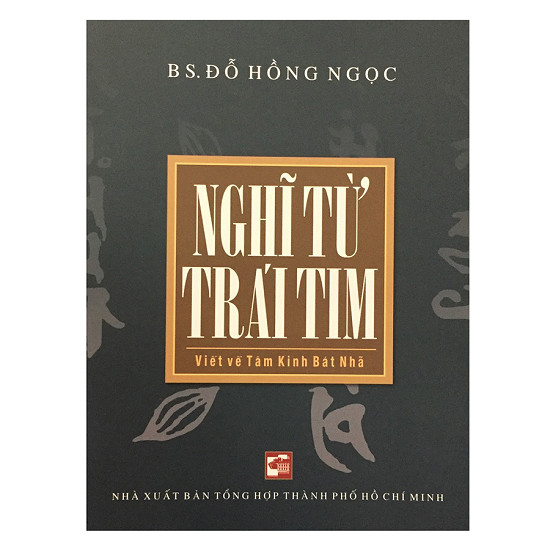 BS. ĐỖ HỒNG NGỌC
NGHĨ TỪ
TRÁI TIM
Viết về Tâm Kinh Bát Nhã
NHÀ XUẤT BẢN TỔNG HỢP THÀNH PHỐ HỒ CHÍ MINH